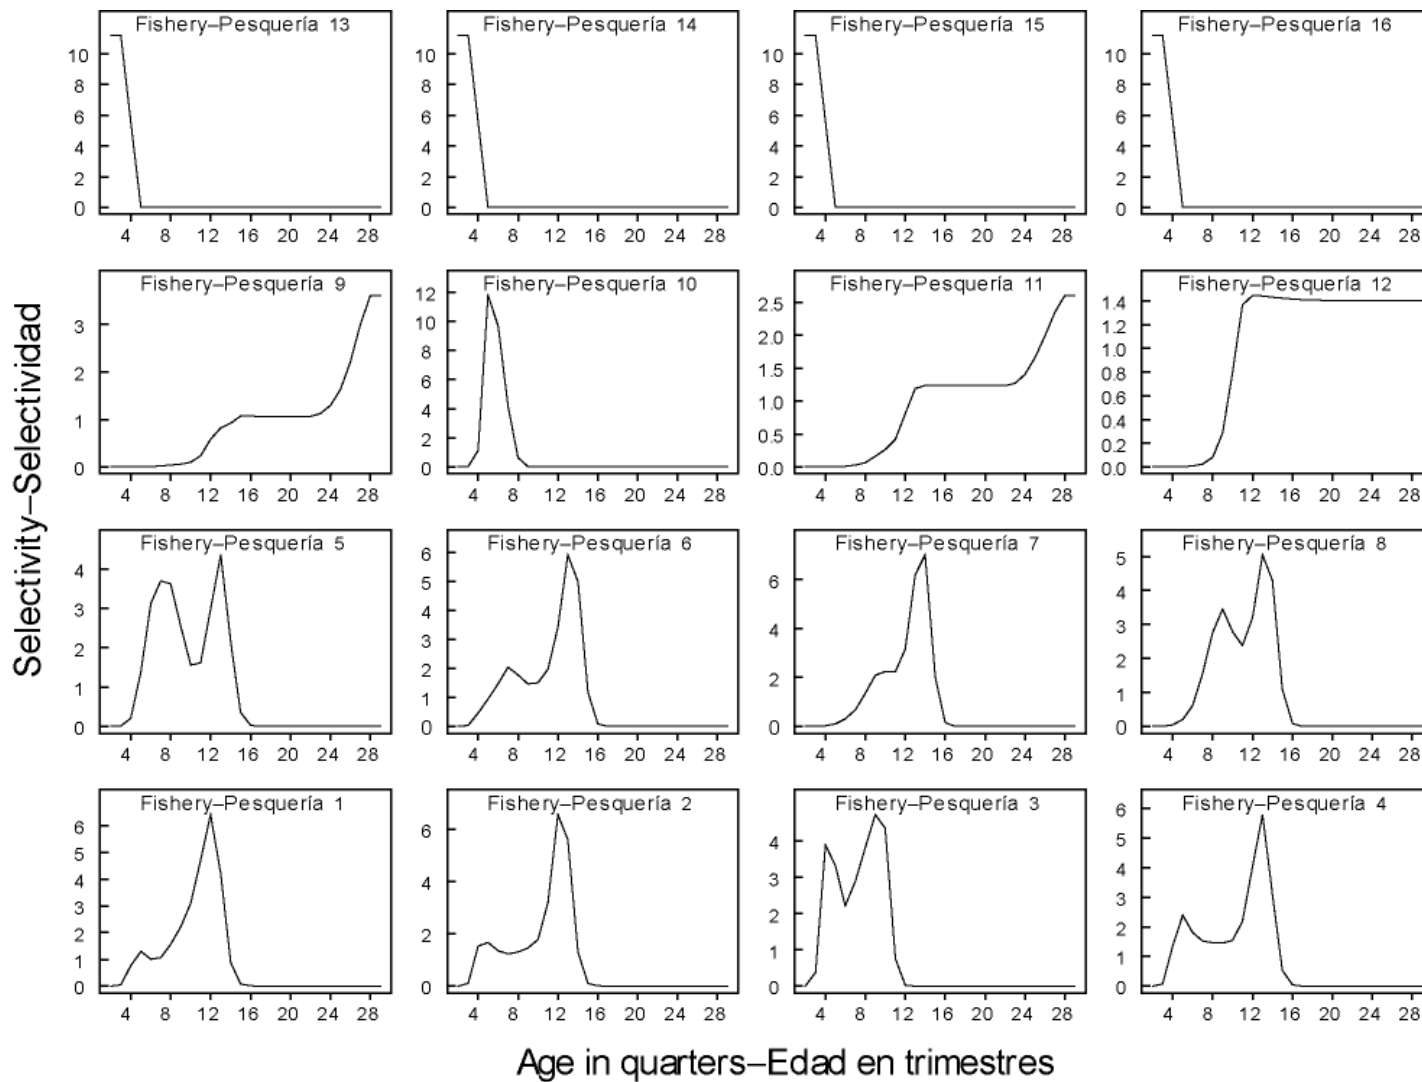 Selectivity–Selectividad
Fishery–Pesquería 13
10
8
6
4
2
0
4 8 12 16 20 24 28
Fishery–Pesquería 14
10
8
6
4
2
0
4 8 12 16 20 24 28
Fishery–Pesquería 15
10
8
6
4
2
0
4 8 12 16 20 24 28
Fishery–Pesquería 16
10
8
6
4
2
0
4 8 12 16 20 24 28
Fishery–Pesquería 9
3
2
1
0
4 8 12 16 20 24 28
Fishery–Pesquería 10
12
10
8
6
4
2
0
4 8 12 16 20 24 28
Fishery–Pesquería 11
2.5
2.0
1.5
1.0
0.5
0.0
4 8 12 16 20 24 28
Fishery–Pesquería 12
1.4
1.2
1.0
0.8
0.6
0.4
0.2
0.0
4 8 12 16 20 24 28
Fishery–Pesquería 5
4
3
2
1
0
4 8 12 16 20 24 28
Fishery–Pesquería 6
6
5
4
3
2
1
0
4 8 12 16 20 24 28
Fishery–Pesquería 7
6
4
2
0
4 8 12 16 20 24 28
Fishery–Pesquería 8
5
4
3
2
1
0
4 8 12 16 20 24 28
Fishery–Pesquería 1
6
5
4
3
2
1
0
4 8 12 16 20 24 28
Fishery–Pesquería 2
6
4
2
0
4 8 12 16 20 24 28
Fishery–Pesquería 3
4
3
2
1
0
4 8 12 16 20 24 28
Fishery–Pesquería 4
6
5
4
3
2
1
0
4 8 12 16 20 24 28
Age in quarters–Edad en trimestres